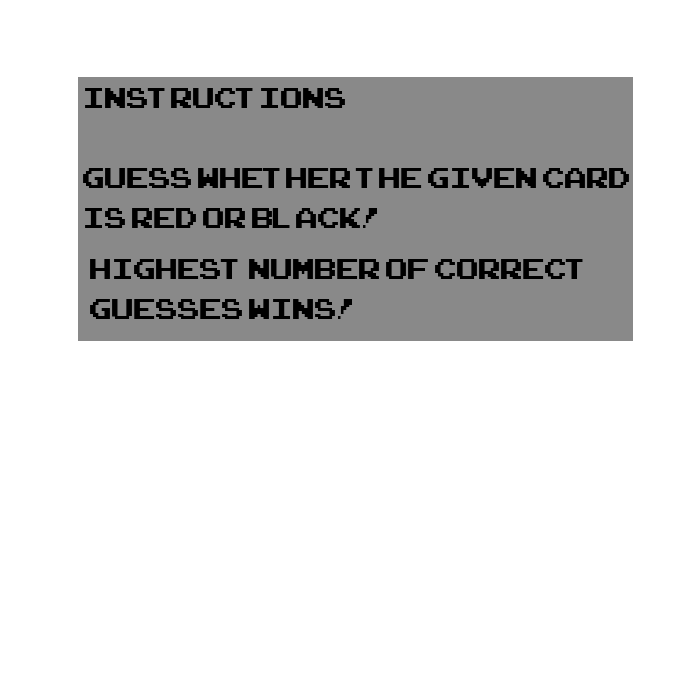 INSTRUCTIONS
GUESS WHETHER THE GIVEN CARD
IS RED OR BLACK!
HIGHEST NUMBER OF CORRECT
GUESSES WINS!